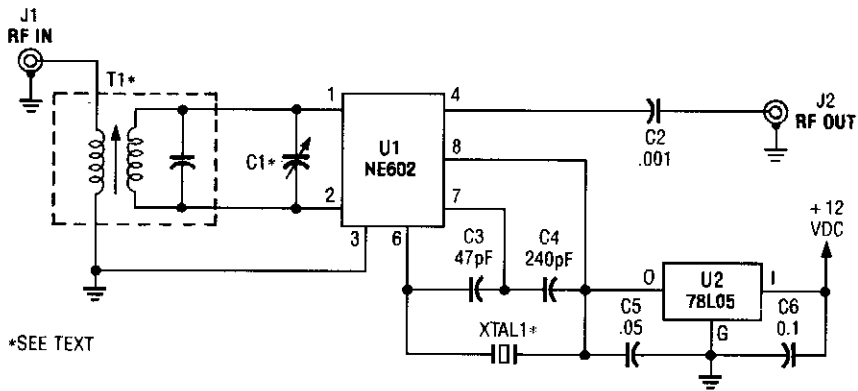 J1
RF IN
T1*
C1*
1
2
3
6
7
8
4
U1
NE602
C2
.001
J2
RF OUT
C3
47pF
C4
240pF
XTAL1*
O
U2
78L05
I
G
C5
.05
C6
0.1
+12
VDC
*SEE TEXT